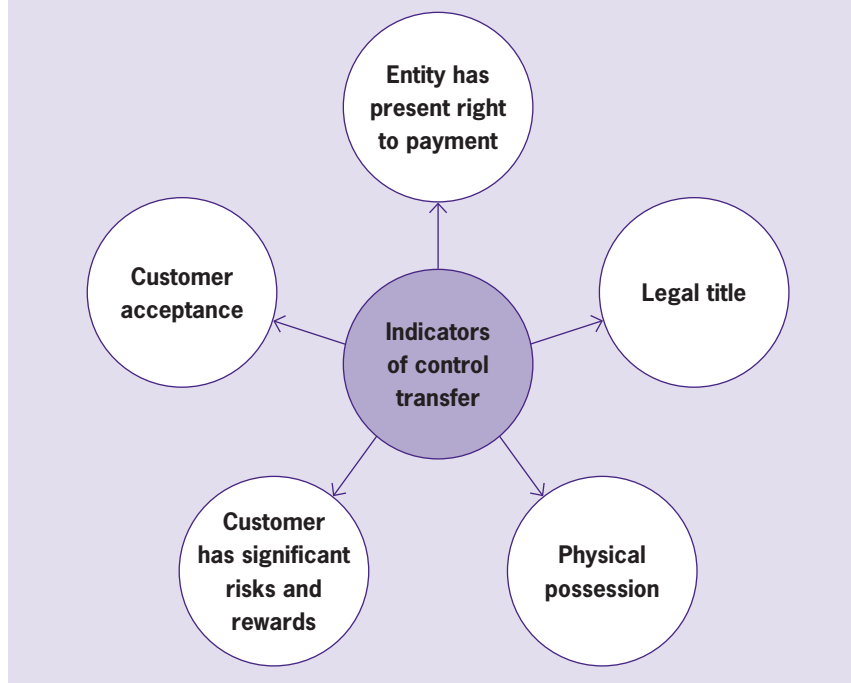 Entity has
present right
to payment
Customer
acceptance
Legal title
Indicators
of control
transfer
Customer
has significant
risks and
rewards
Physical
possession